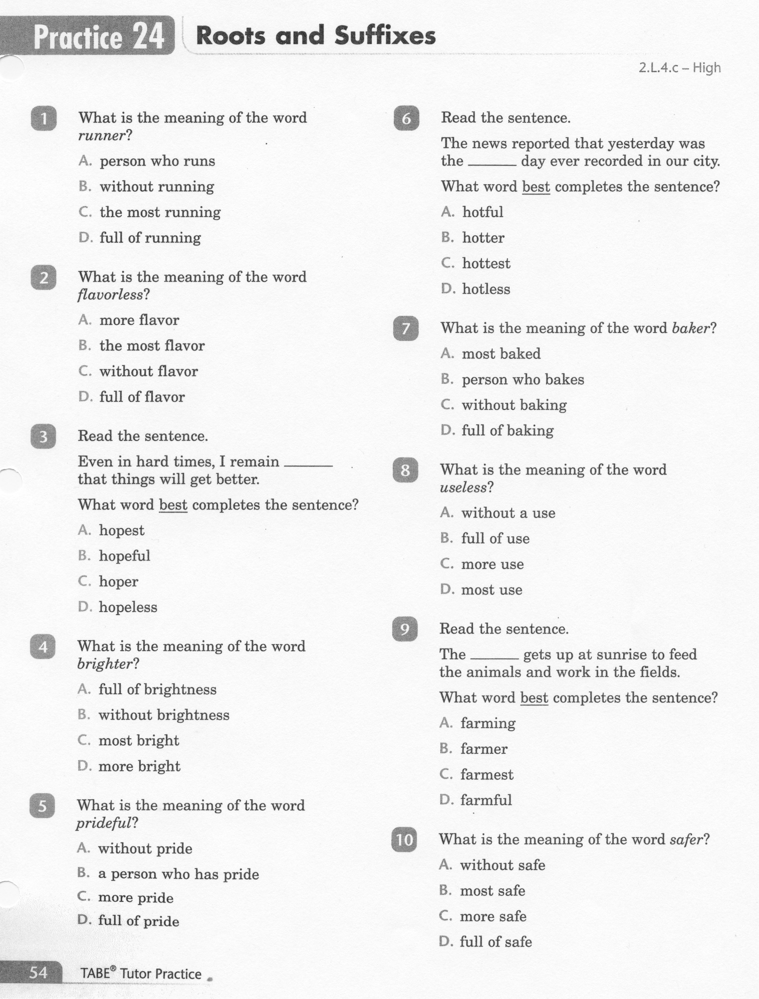 Practice 24
Roots and Suffixes
2.L.4.c – High
1
What is the meaning of the word
runner?
A. person who runs
B. without running
C. the most running
D. full of running
2
What is the meaning of the word
flavorless?
A. more flavor
B. the most flavor
C. without flavor
D. full of flavor
3
Read the sentence.
Even in hard times, I remain ______
that things will get better.
What word best completes the sentence?
A. hopest
B. hopeful
C. hoper
D. hopeless
4
What is the meaning of the word
brighter?
A. full of brightness
B. without brightness
C. most bright
D. more bright
5
What is the meaning of the word
prideful?
A. without pride
B. a person who has pride
C. more pride
D. full of pride
6
Read the sentence.
The news reported that yesterday was
the ______ day ever recorded in our city.
What word best completes the sentence?
A. hotful
B. hotter
C. hottest
D. hotless
7
What is the meaning of the word baker?
A. most baked
B. person who bakes
C. without baking
D. full of baking
8
What is the meaning of the word
useless?
A. without a use
B. full of use
C. more use
D. most use
9
Read the sentence.
The ______ gets up at sunrise to feed
the animals and work in the fields.
What word best completes the sentence?
A. farming
B. farmer
C. farmest
D. farmful
10
What is the meaning of the word safer?
A. without safe
B. most safe
C. more safe
D. full of safe
54
TABE® Tutor Practice